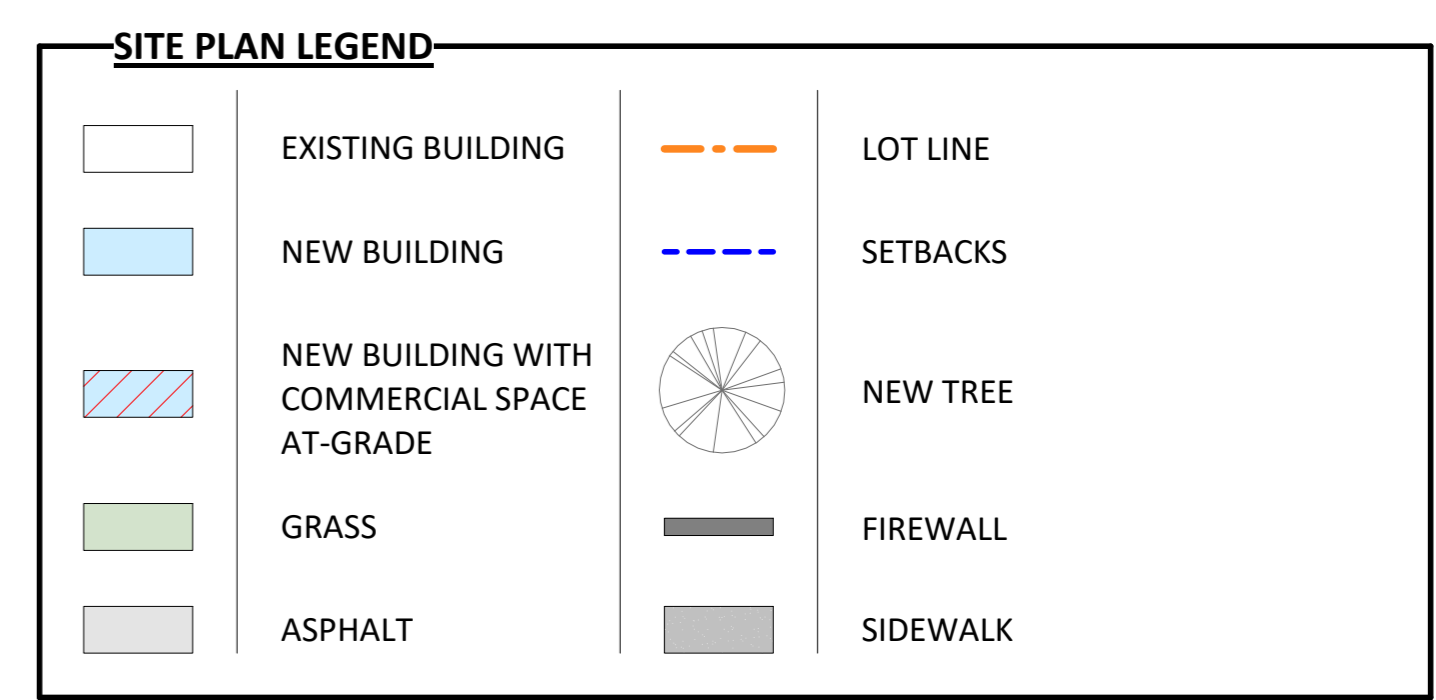 SITE PLAN LEGEND
EXISTING BUILDING
NEW BUILDING
NEW BUILDING WITH
COMMERCIAL SPACE
AT-GRADE
GRASS
ASPHALT
LOT LINE
SETBACKS
NEW TREE
FIREWALL
SIDEWALK